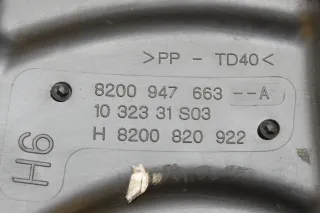 >PP - TD40<
8200 947 663 --A
10 323 31 S03
H 8200 820 922
H6